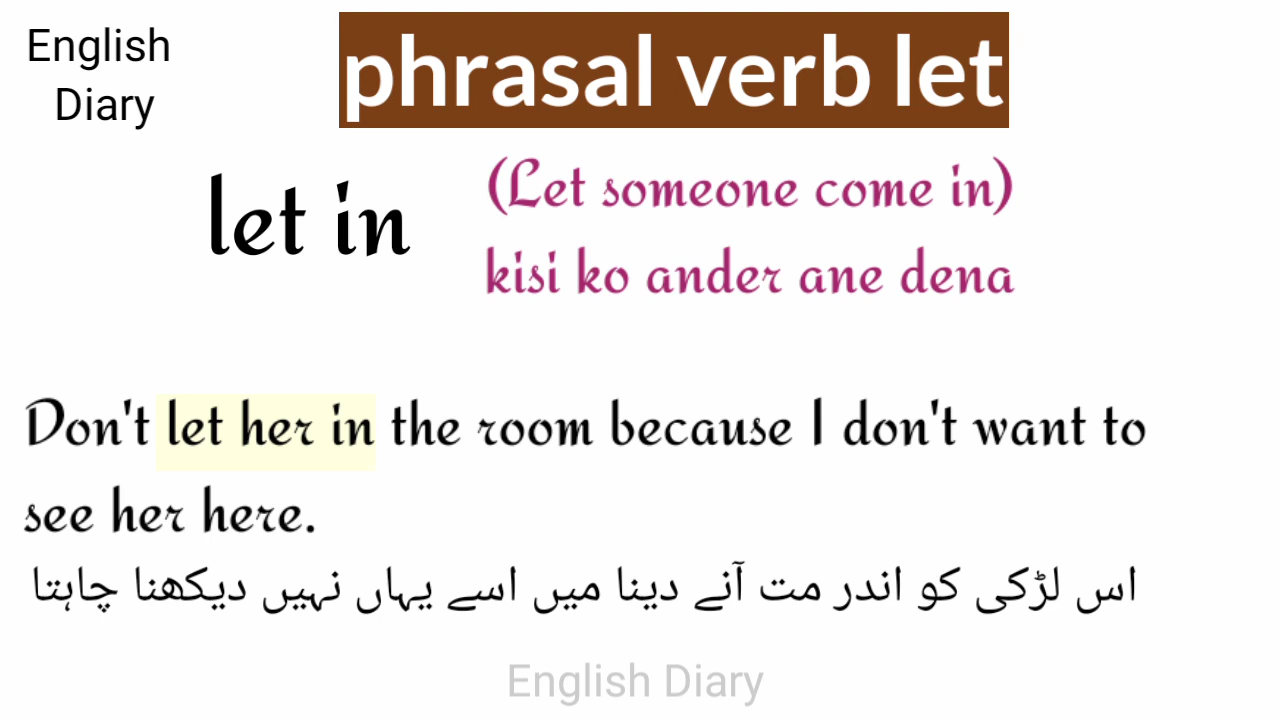 English
Diary
phrasal verb let
let in
(Let someone come in)
kisi ko ander ane dena
Don't let her in the room because I don't want to
see her here.
اس لڑکی کو اندر مت آنے دینا میں اسے یہاں نہیں دیکھنا چاہتا
English Diary